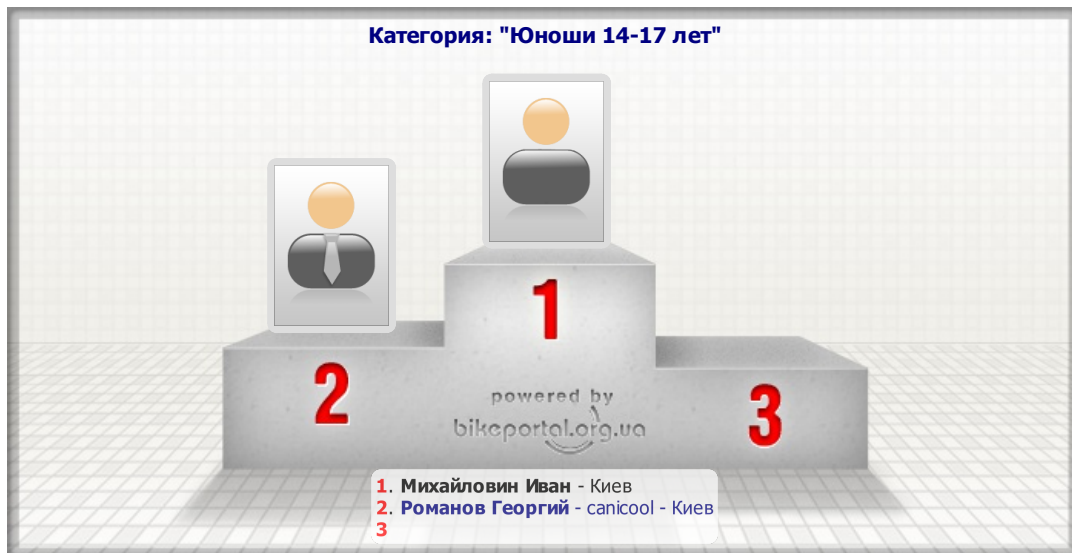 Категория: "Юноши 14-17 лет"
1
2
3
powered by
bikeportal.org.ua
1. Михайловин Иван - Киев
2. Романов Георгий - canicool - Киев
3